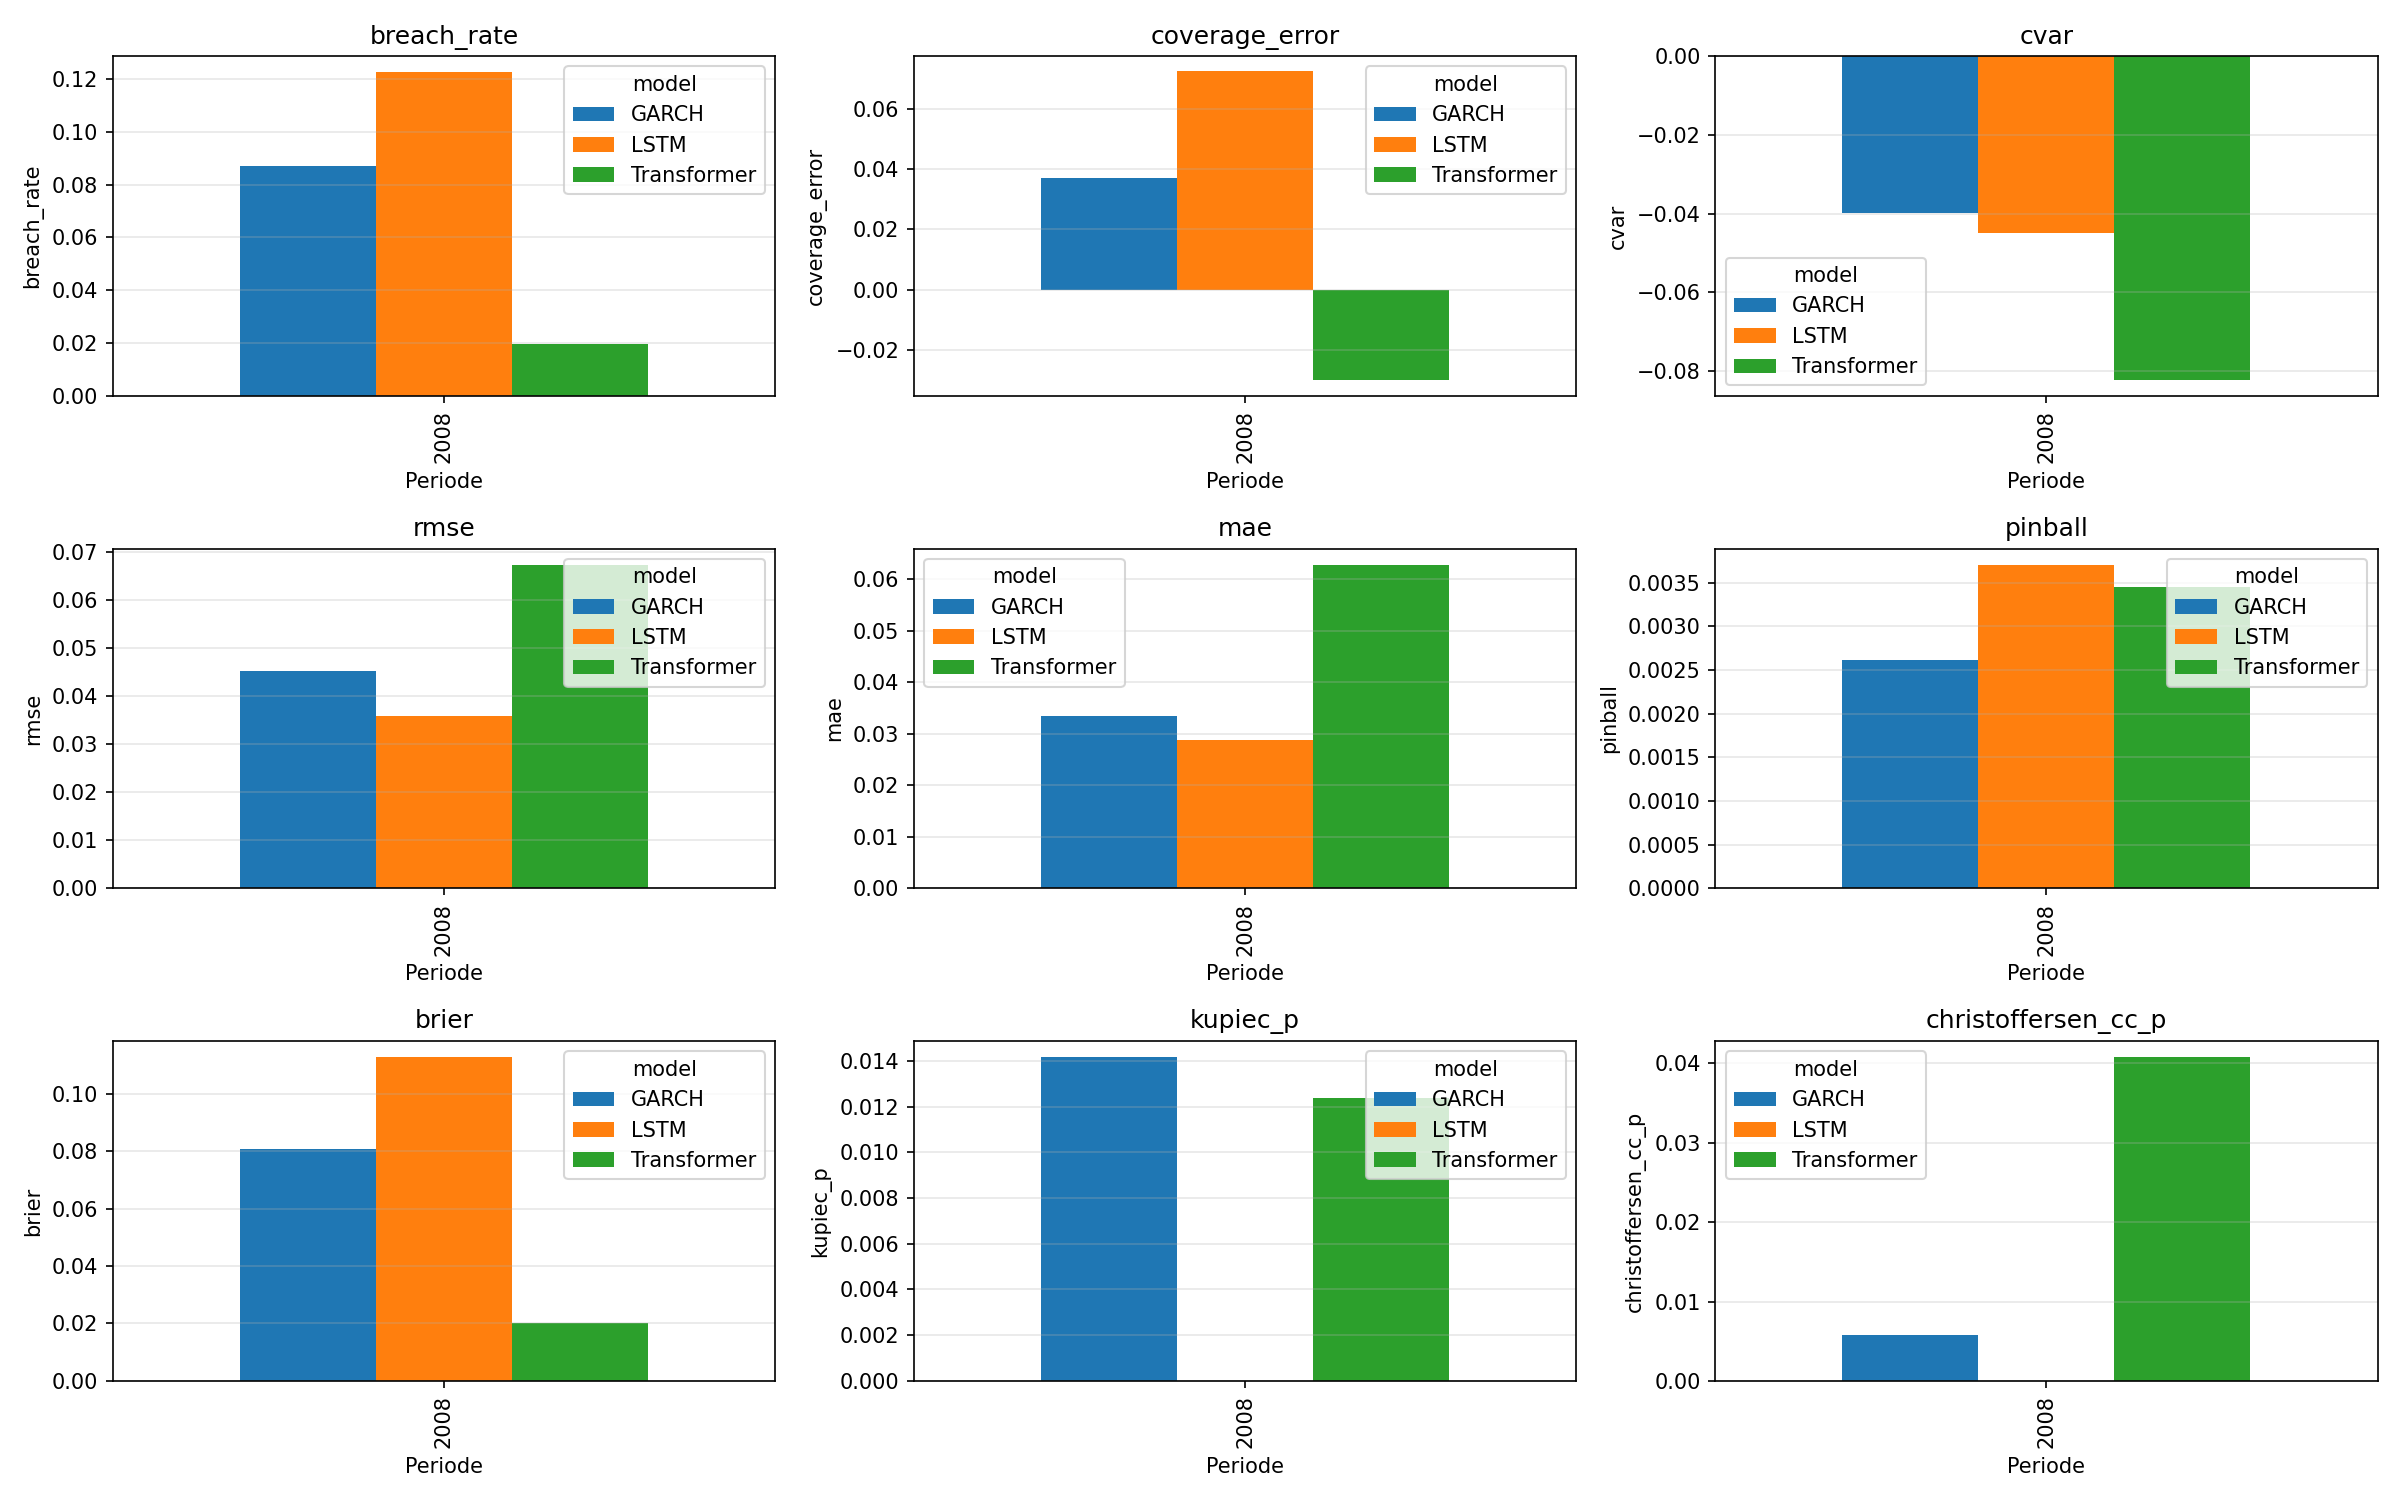 breach_rate
breach_rate
0.12
0.10
0.08
0.06
0.04
0.02
0.00
model
GARCH
LSTM
Transformer
2008
Periode
coverage_error
coverage_error
0.06
0.04
0.02
0.00
−0.02
model
GARCH
LSTM
Transformer
2008
Periode
cvar
cvar
0.00
−0.02
−0.04
−0.06
−0.08
model
GARCH
LSTM
Transformer
2008
Periode
rmse
rmse
0.07
0.06
0.05
0.04
0.03
0.02
0.01
0.00
model
GARCH
LSTM
Transformer
2008
Periode
mae
mae
0.06
0.05
0.04
0.03
0.02
0.01
0.00
model
GARCH
LSTM
Transformer
2008
Periode
pinball
pinball
0.0035
0.0030
0.0025
0.0020
0.0015
0.0010
0.0005
0.0000
model
GARCH
LSTM
Transformer
2008
Periode
brier
brier
0.10
0.08
0.06
0.04
0.02
0.00
model
GARCH
LSTM
Transformer
2008
Periode
kupiec_p
kupiec_p
0.014
0.012
0.010
0.008
0.006
0.004
0.002
0.000
model
GARCH
LSTM
Transformer
2008
Periode
christoffersen_cc_p
christoffersen_cc_p
0.04
0.03
0.02
0.01
0.00
model
GARCH
LSTM
Transformer
2008
Periode